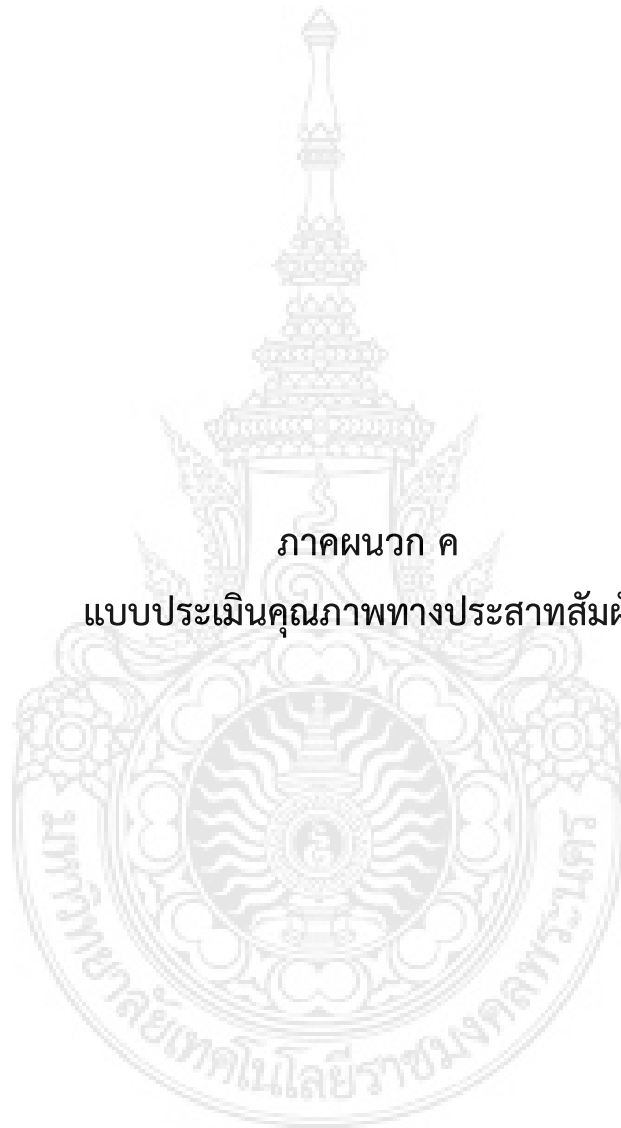 ภาคผนวก ค
แบบประเมินคุณภาพทางประสาทสัมผั
มหาวิทยาลัยเทคโนโลยีราชมงคลพระนคร